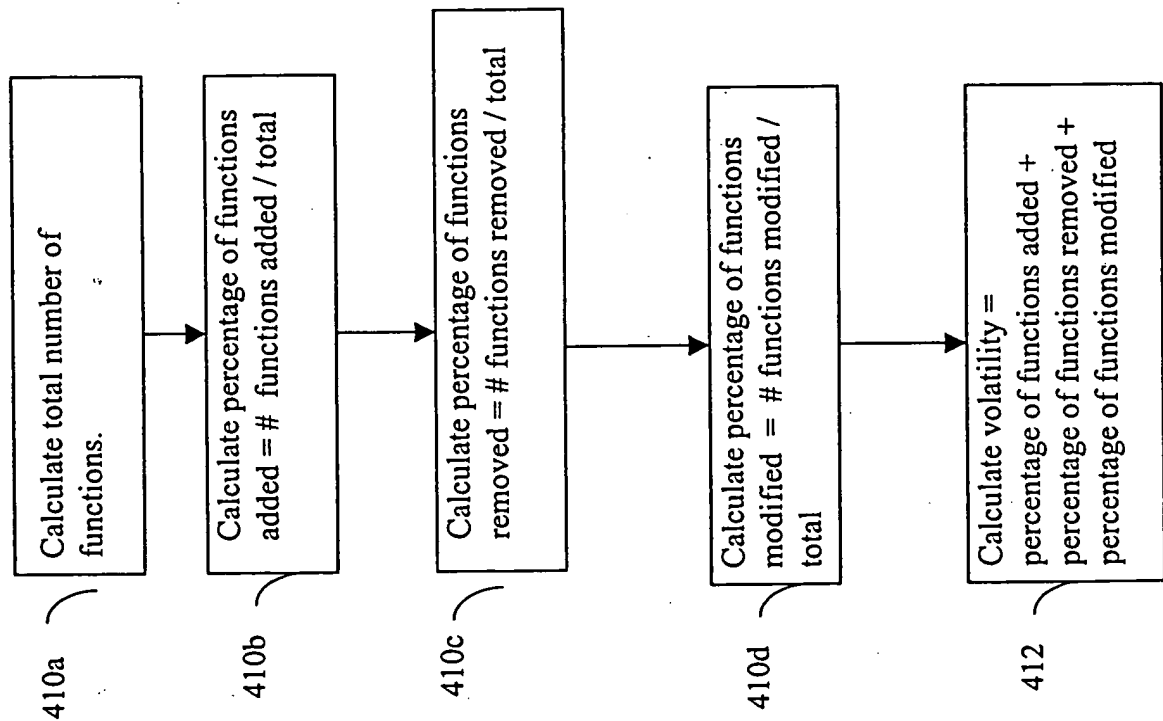 410a
Calculate total number of
functions.
410b
Calculate percentage of functions
added = # functions added / total
410c
Calculate percentage of functions
removed = # functions removed / total
410d
Calculate percentage of functions
modified = # functions modified /
total
412
Calculate volatility =
percentage of functions added +
percentage of functions removed +
percentage of functions modified